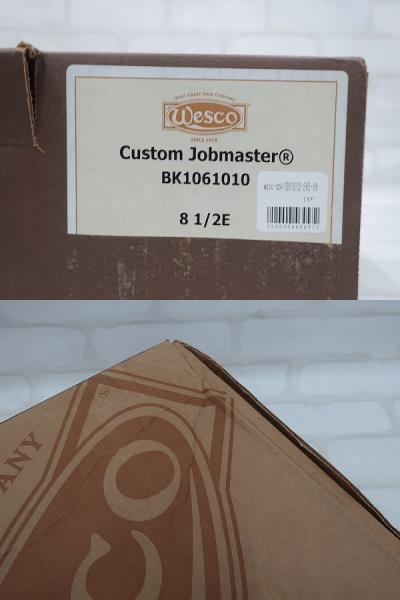 WEST COAST SHOE COMPANY
Wesco
SINCE 1918
Custom Jobmaster®
BK1061010
8 1/2E
ANY
®
CO